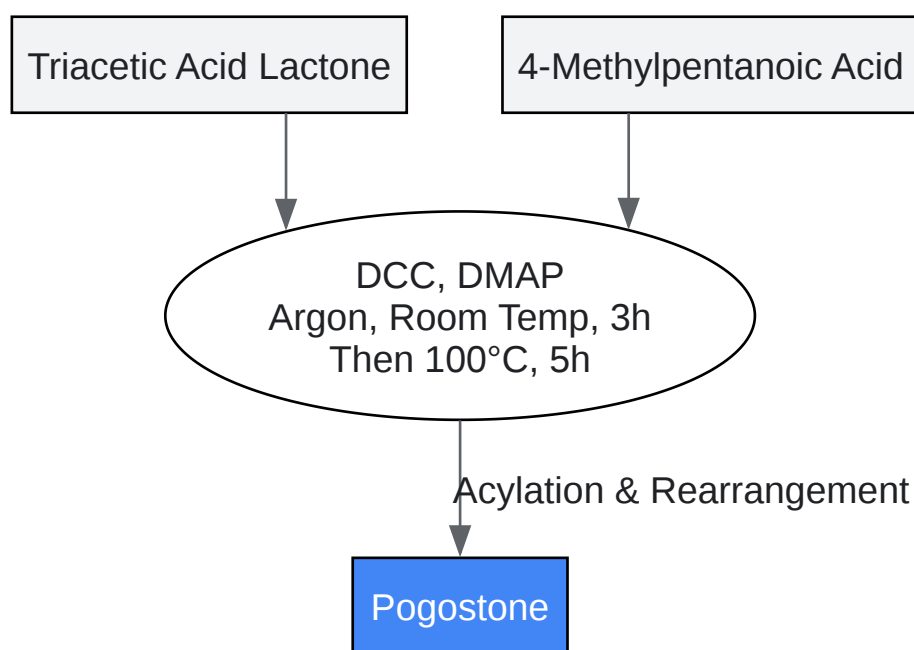 Triacetic Acid Lactone
4-Methylpentanoic Acid
DCC, DMAP
Argon, Room Temp, 3h
Then 100°C, 5h
Acylation & Rearrangement
Pogostone